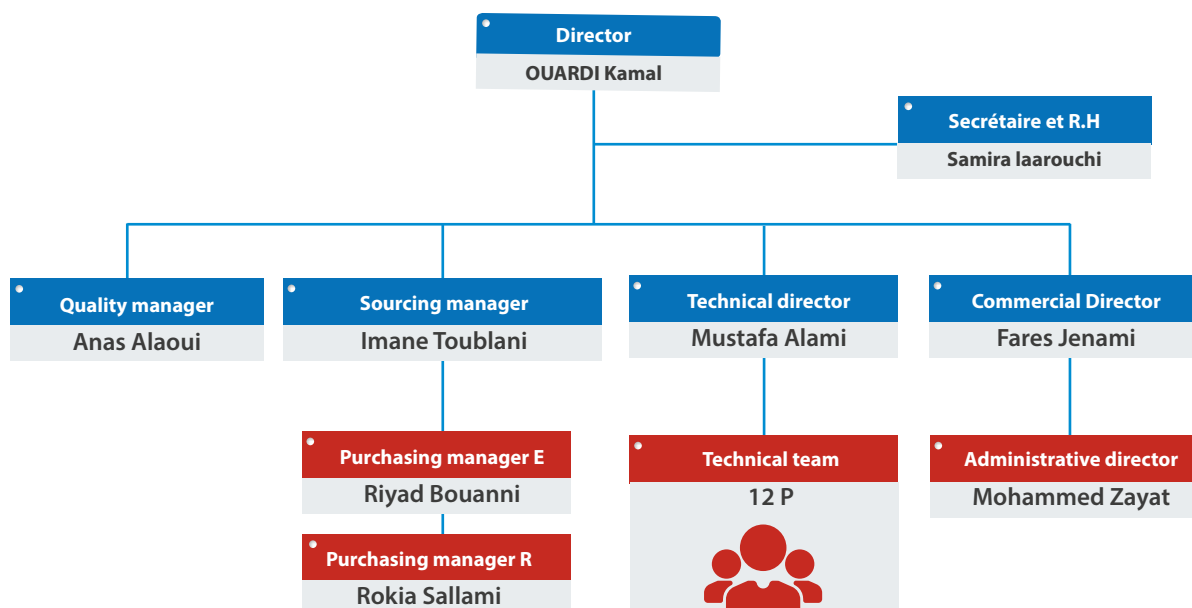 Director
OUARDI Kamal
Secrétaire et R.H
Samira laarouchi
Quality manager
Anas Alaoui
Sourcing manager
Imane Toublani
Technical director
Mustafa Alami
Commercial Director
Fares Jenami
Purchasing manager E
Riyad Bouanni
Technical team
12 P
Administrative director
Mohammed Zayat
Purchasing manager R
Rokia Sallami